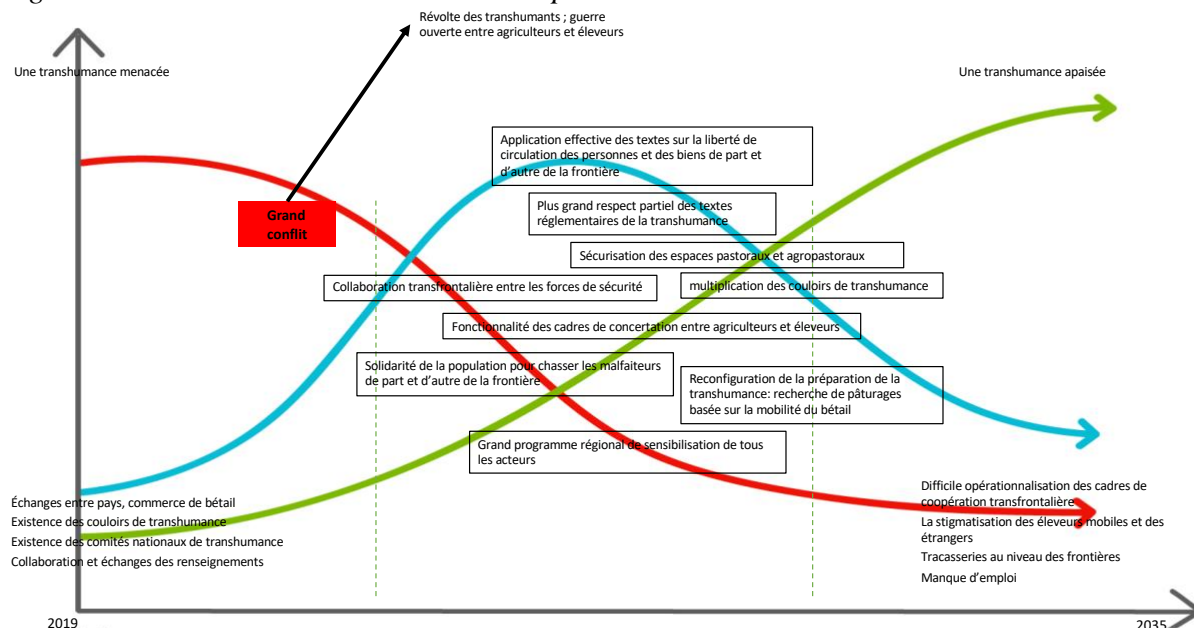 Révolte des transhumants ; guerre
ouverte entre agriculteurs et éleveurs
Une transhumance menacée
Une transhumance apaisée
Application effective des textes sur la liberté de
circulation des personnes et des biens de part et
d'autre de la frontière
Plus grand respect partiel des textes
réglementaires de la transhumance
Grand
conflit
Sécurisation des espaces pastoraux et agropastoraux
Collaboration transfrontalière entre les forces de sécurité
multiplication des couloirs de transhumance
Fonctionnalité des cadres de concertation entre agriculteurs et éleveurs
Solidarité de la population pour chasser les malfaiteurs
de part et d'autre de la frontière
Reconfiguration de la préparation de la
transhumance: recherche de pâturages
basée sur la mobilité du bétail
Grand programme régional de sensibilisation de tous
les acteurs
Échanges entre pays, commerce de bétail
Existence des couloirs de transhumance
Existence des comités nationaux de transhumance
Collaboration et échanges des renseignements
Difficile opérationnalisation des cadres de
coopération transfrontalière
La stigmatisation des éleveurs mobiles et des
étrangers
Tracasseries au niveau des frontières
Manque d'emploi
2019
2035